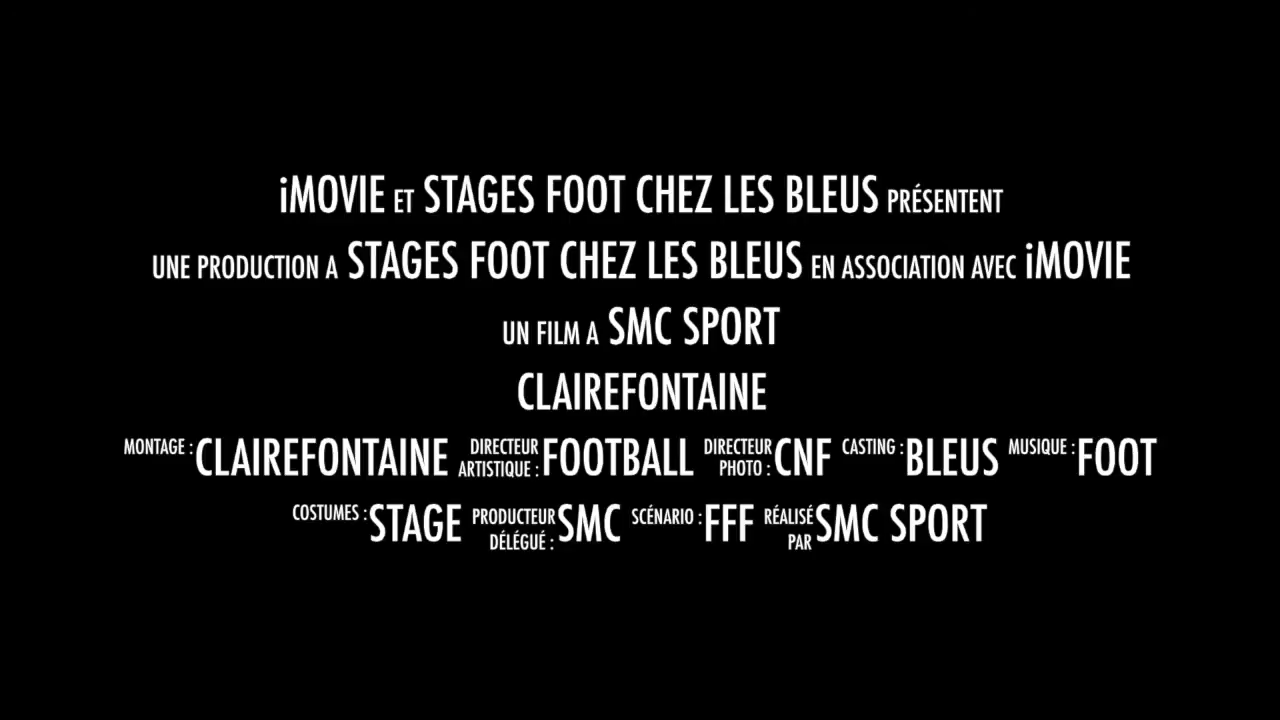 iMOVIE ET STAGES FOOT CHEZ LES BLEUS PRÉSENTENT
UNE PRODUCTION A STAGES FOOT CHEZ LES BLEUS EN ASSOCIATION AVEC iMOVIE
UN FILM A SMC SPORT
CLAIREFONTAINE
MONTAGE : CLAIREFONTAINE DIRECTEUR ARTISTIQUE : FOOTBALL DIRECTEUR PHOTO : CNF CASTING : BLEUS MUSIQUE : FOOT
COSTUMES : STAGE PRODUCTEUR DÉLÉGUÉ : SMC SCÉNARIO : FFF RÉALISÉ PAR SMC SPORT